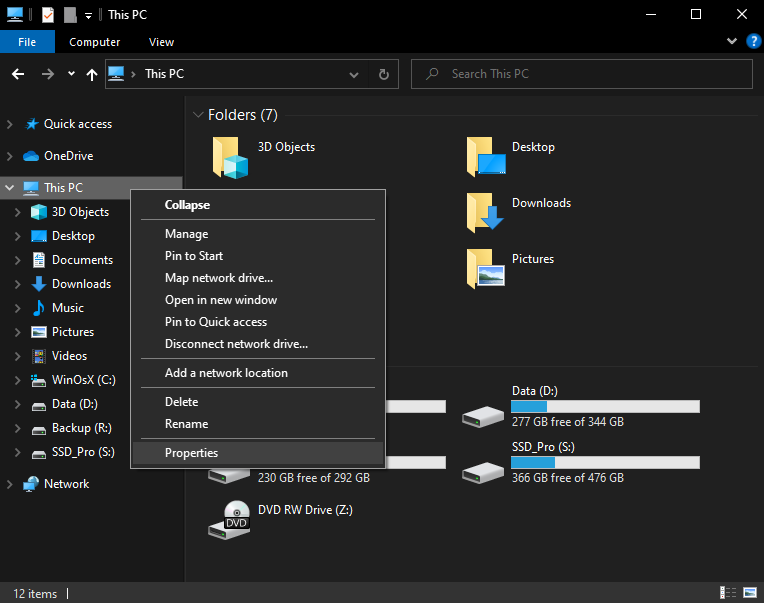 This PC
File Computer View
?
This PC
Search This PC
Quick access
OneDrive
This PC
3D Objects
Desktop
Documents
Downloads
Music
Pictures
Videos
WinOsX (C:)
Data (D:)
Backup (R:)
SSD_Pro (S:)
Network
Collapse
Manage
Pin to Start
Map network drive...
Open in new window
Pin to Quick access
Disconnect network drive...
Add a network location
Delete
Rename
Properties
Folders (7)
3D Objects
Desktop
Downloads
Pictures
Data (D:)
277 GB free of 344 GB
SSD_Pro (S:)
230 GB free of 292 GB
366 GB free of 476 GB
DVD RW Drive (Z:)
DVD
12 items